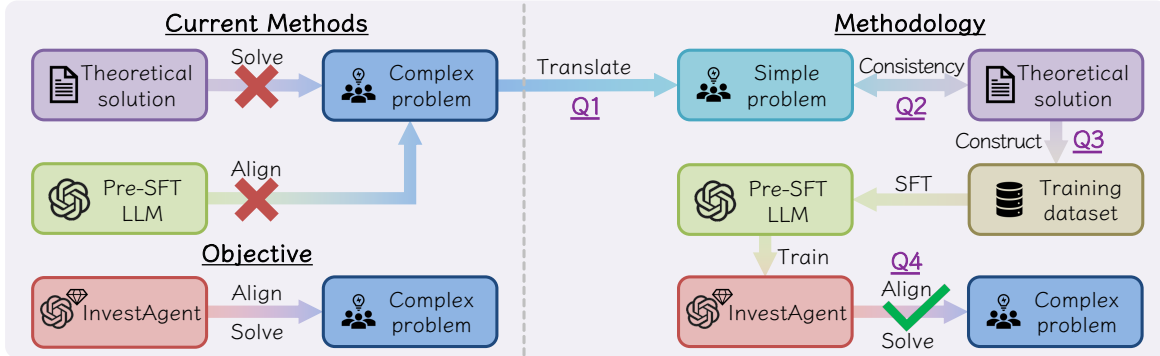 Current Methods
Theoretical
solution
Solve
Complex
problem
Pre-SFT
LLM
Align
Objective
InvestAgent
Align
Solve
Complex
problem
Methodology
Translate
Q1
Simple
problem
Consistency
Q2
Theoretical
solution
Construct
Q3
Training
dataset
SFT
Pre-SFT
LLM
Train
InvestAgent
Q4
Align
Solve
Complex
problem